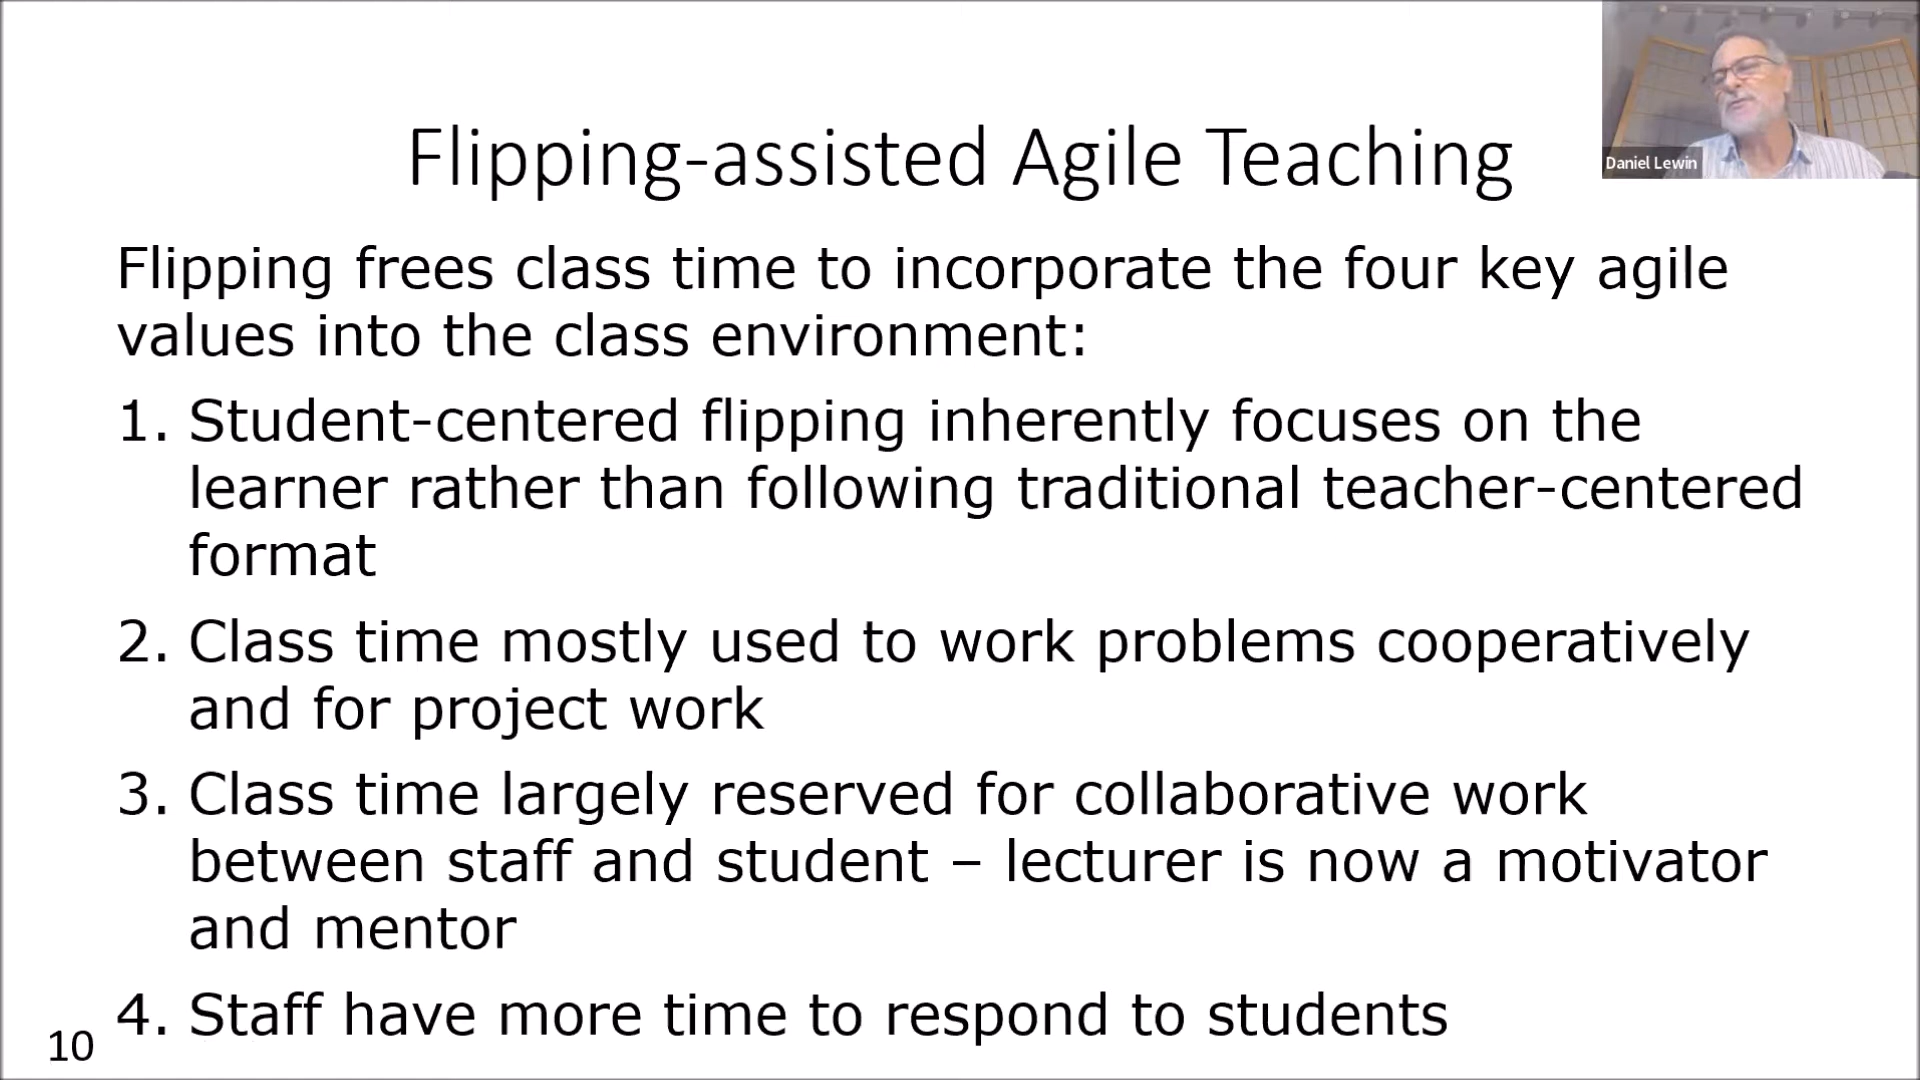 Flipping-assisted Agile Teaching
Daniel Lewin
Flipping frees class time to incorporate the four key agile
values into the class environment:
1. Student-centered flipping inherently focuses on the
learner rather than following traditional teacher-centered
format
2. Class time mostly used to work problems cooperatively
and for project work
3. Class time largely reserved for collaborative work
between staff and student – lecturer is now a motivator
and mentor
4. Staff have more time to respond to students
10